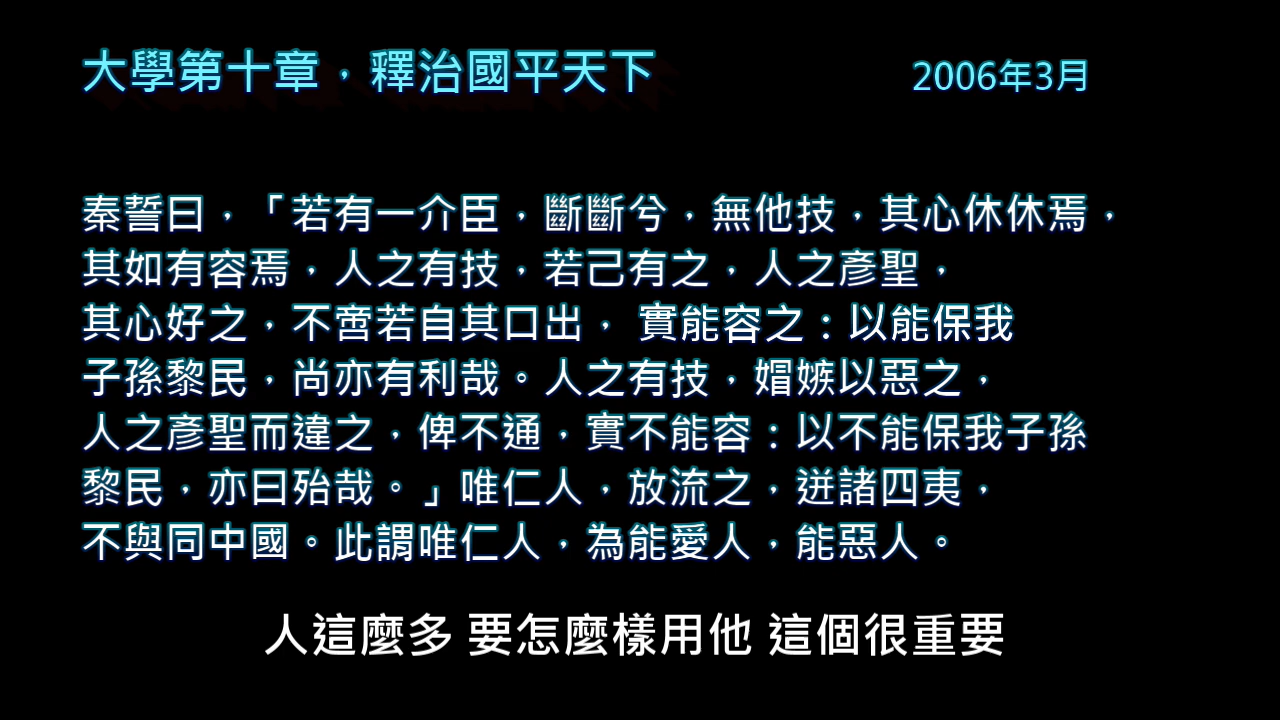 大學第十章，釋治國平天下 2006年3月
秦誓曰，「若有一介臣，斷斷兮，無他技，其心休休焉，
其如有容焉，人之有技，若己有之，人之彥聖，
其心好之，不啻若自其口出， 實能容之：以能保我
子孫黎民，尚亦有利哉。人之有技，媢嫉以惡之，
人之彥聖而違之，俾不通，實不能容：以不能保我子孫
黎民，亦曰殆哉。」唯仁人，放流之，迸諸四夷，
不與同中國。此謂唯仁人，為能愛人，能惡人。
人這麼多 要怎麼樣用他 這個很重要